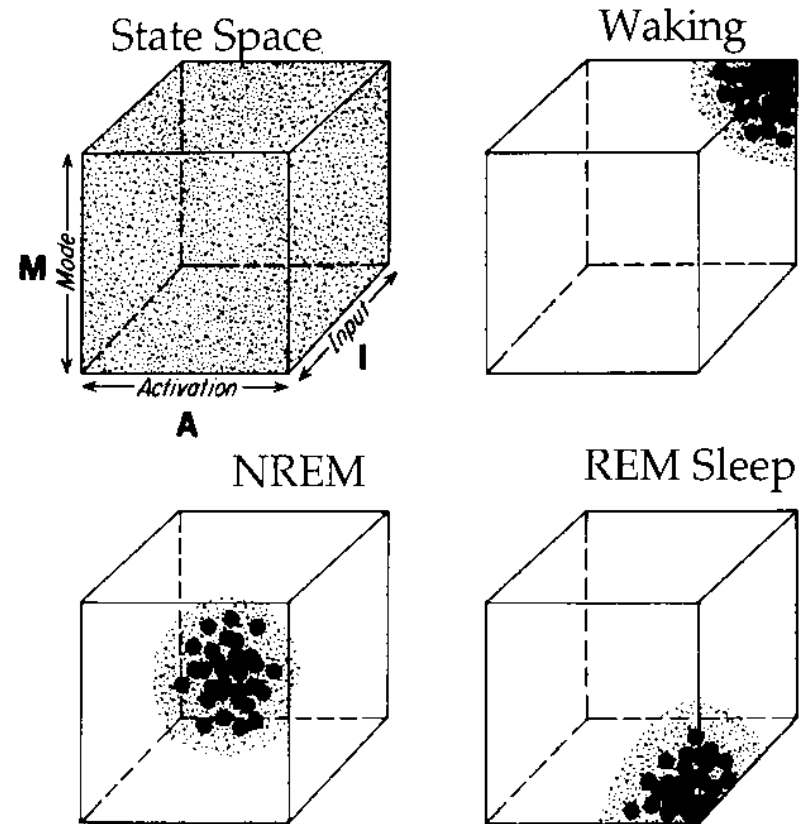 State Space
Waking
M
Mode
Input
I
Activation
A
NREM
REM Sleep